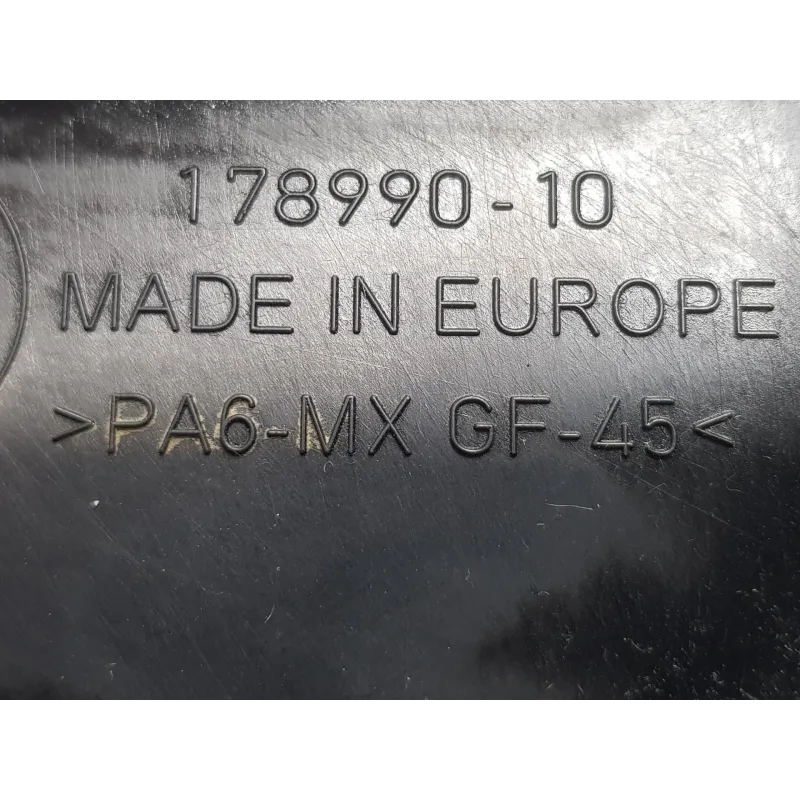 178990-10
MADE IN EUROPE
>PA6-MX GF-45<